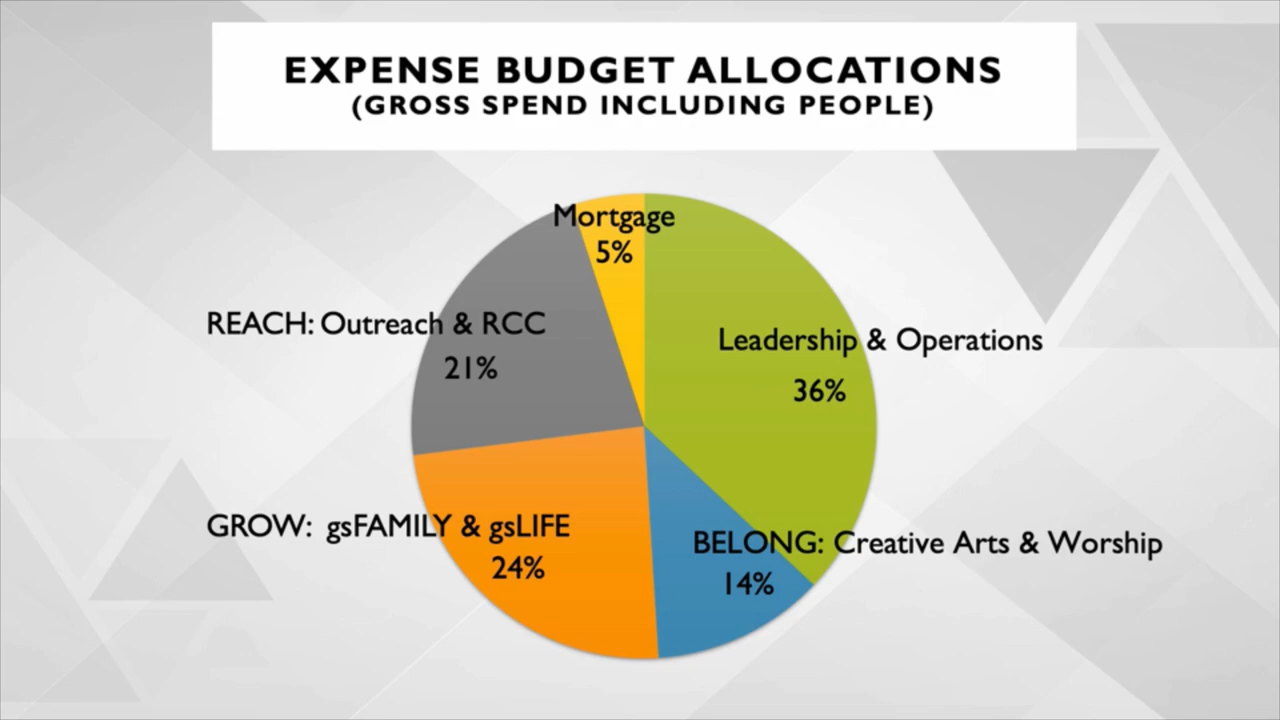 EXPENSE BUDGET ALLOCATIONS
(GROSS SPEND INCLUDING PEOPLE)
Mortgage
5%
REACH: Outreach & RCC
21%
Leadership & Operations
36%
GROW:  gsFAMILY & gsLIFE
24%
BELONG: Creative Arts & Worship
14%